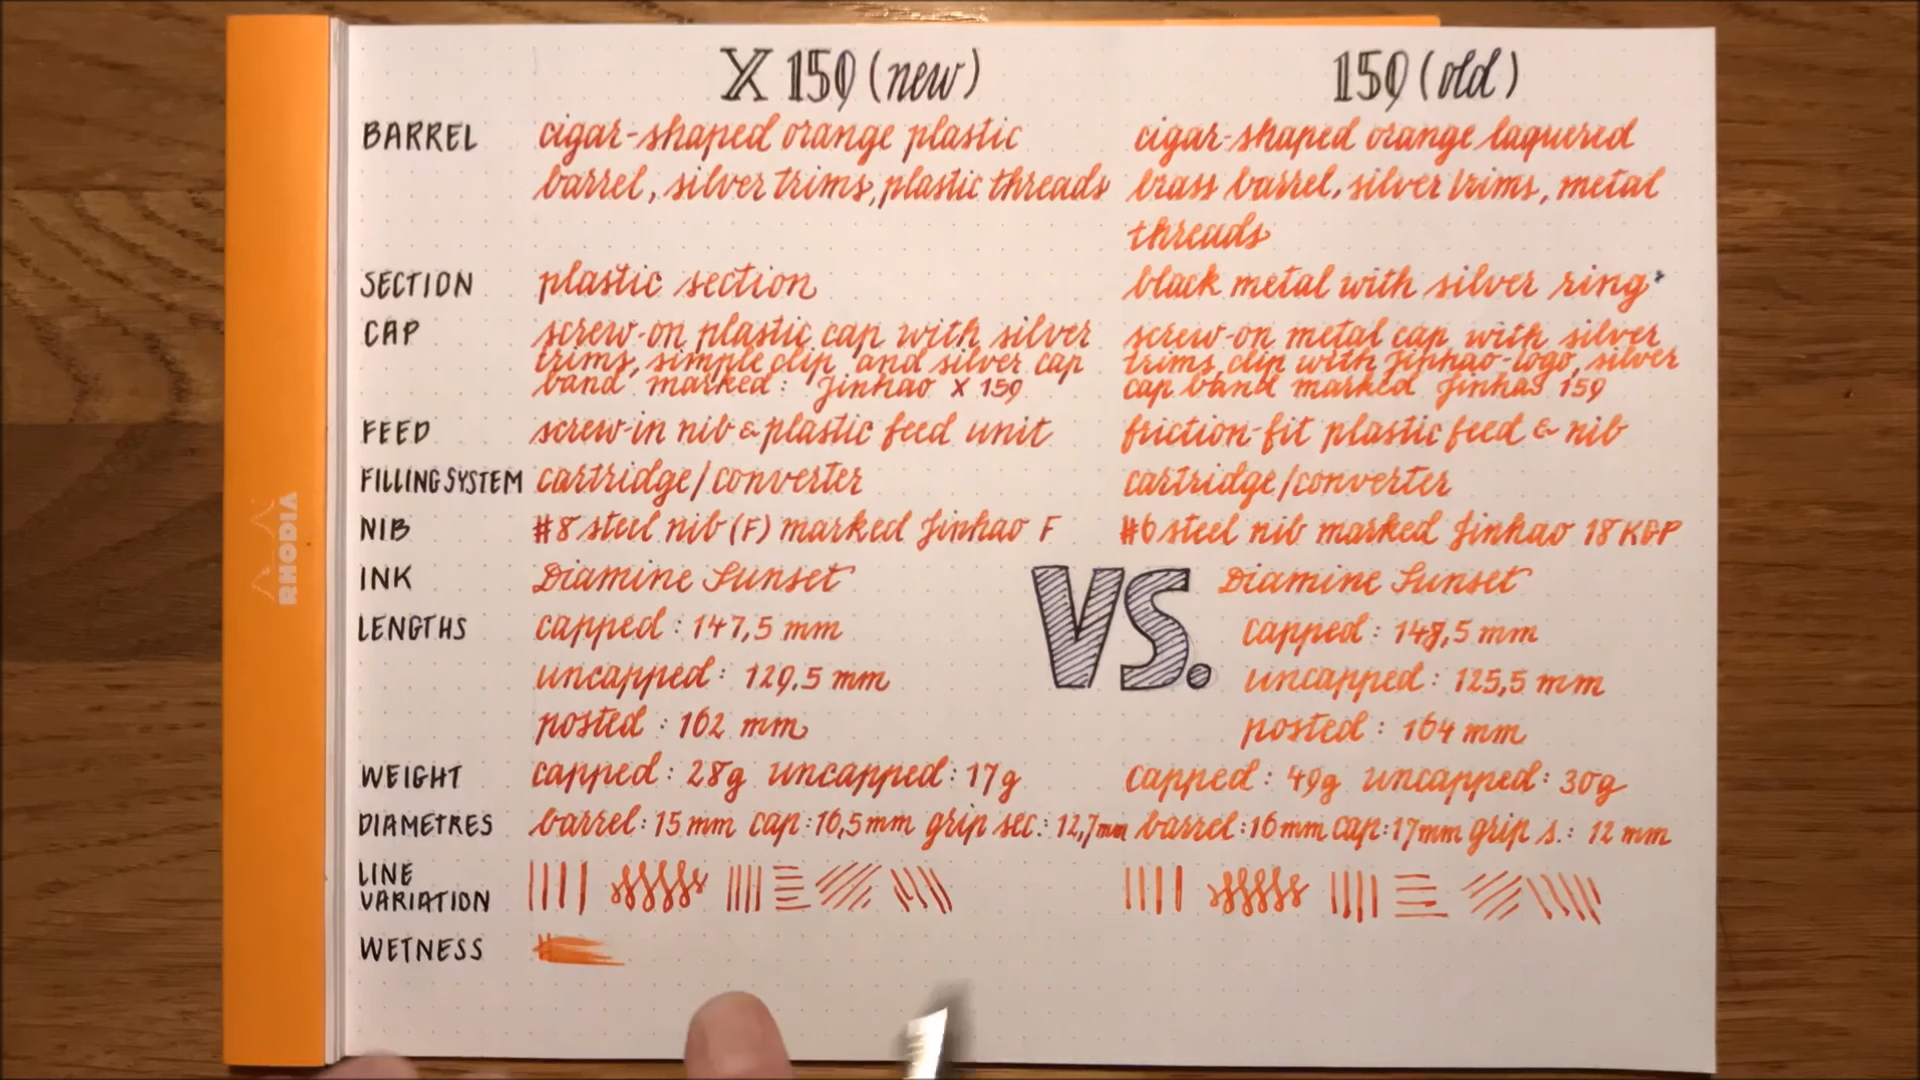 X 159 (new) 159 (old)
BARREL cigar-shaped orange plastic cigar-shaped orange laquered
barrel, silver trims, plastic threads brass barrel, silver trims, metal
threads
SECTION plastic section black metal with silver ring
CAP screw-on plastic cap with silver screw-on metal cap with silver
trims, simple clip and silver cap trims, clip with Jinhao-logo, silver
band marked: Jinhao X 159 cap band marked Jinhao 159
FEED screw-in nib & plastic feed unit friction-fit plastic feed & nib
FILLING SYSTEM cartridge/converter cartridge/converter
NIB #8 steel nib (F) marked Jinhao F #6 steel nib marked Jinhao 18 KGP
INK Diamine Sunset VS. Diamine Sunset
LENGTHS capped: 147,5 mm capped: 148,5 mm
uncapped: 129,5 mm uncapped: 125,5 mm
posted: 162 mm posted: 164 mm
WEIGHT capped: 28g uncapped: 17g capped: 49g uncapped: 30g
DIAMETRES barrel: 15 mm cap: 16,5 mm grip sec.: 12,7mm barrel: 16 mm cap: 17mm grip s.: 12 mm
LINE
VARIATION
WETNESS
RHODIA